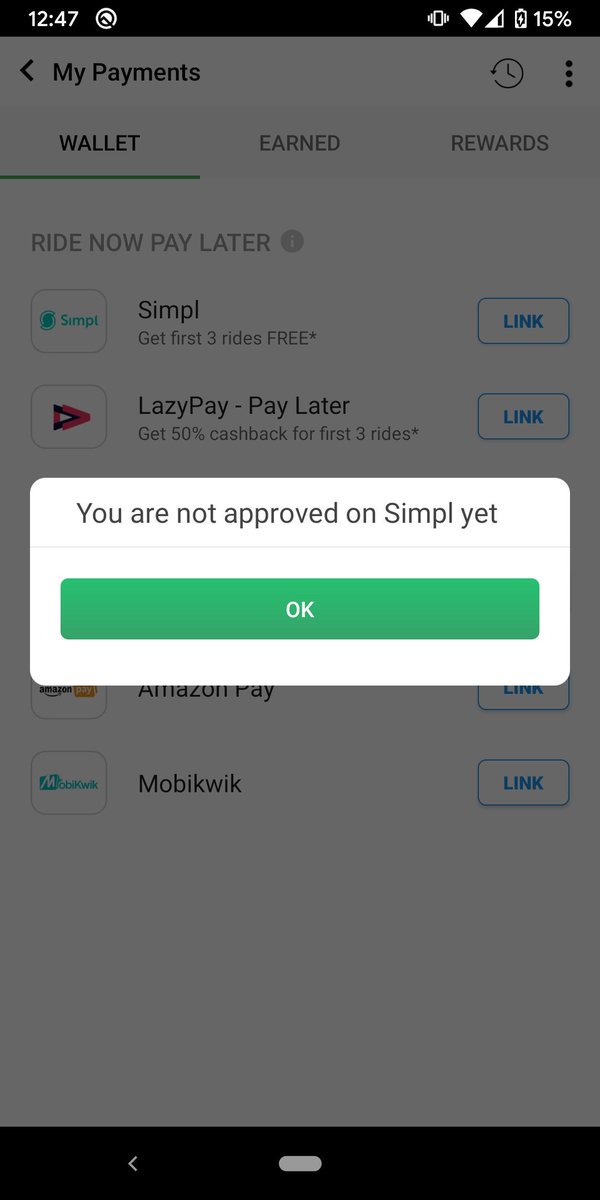 12:47
15%
My Payments
WALLET
EARNED
REWARDS
RIDE NOW PAY LATER
Simpl
Simpl
Get first 3 rides FREE*
LINK
LazyPay - Pay Later
Get 50% cashback for first 3 rides*
LINK
You are not approved on Simpl yet
OK
amazon pay
Amazon Pay
LINK
MobiKwik
Mobikwik
LINK